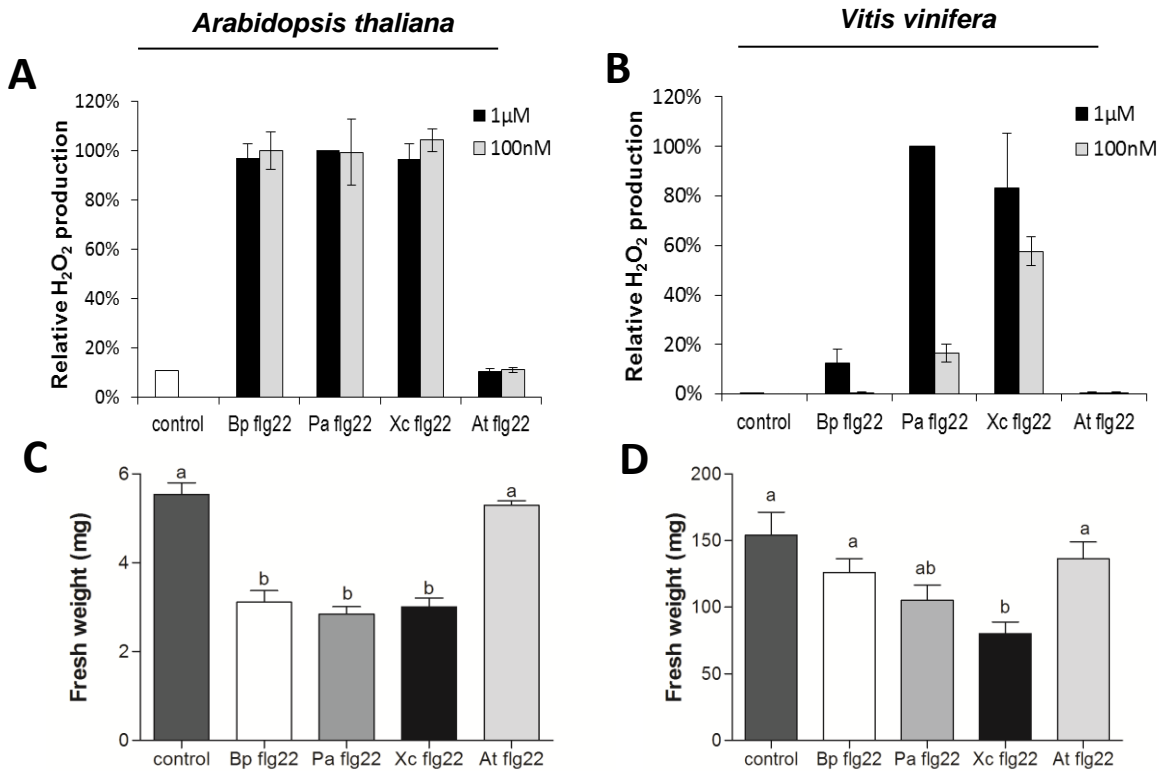 Arabidopsis thaliana
Vitis vinifera
A
120%
100%
80%
60%
40%
20%
0%
Relative H₂O₂ production
1µM
100nM
control Bp flg22 Pa flg22 Xc flg22 At flg22
B
120%
100%
80%
60%
40%
20%
0%
Relative H₂O₂ production
1µM
100nM
control Bp flg22 Pa flg22 Xc flg22 At flg22
C
6
4
2
0
Fresh weight (mg)
a b b b a
control Bp flg22 Pa flg22 Xc flg22 At flg22
D
200
150
100
50
0
Fresh weight (mg)
a a ab b a
control Bp flg22 Pa flg22 Xc flg22 At flg22